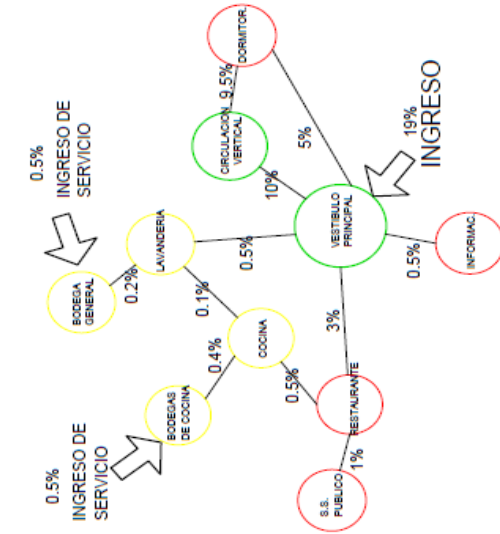 0.5%
INGRESO DE
SERVICIO
0.5%
INGRESO DE
SERVICIO
BODEGA
GENERAL
0.2%
LAVANDERIA
0.1%
0.4%
BODEGAS
DE COCINA
COCINA
0.5%
0.5%
CIRCULACION
VERTICAL
9.5%
DORMITOR.
10%
5%
VESTIBULO
PRINCIPAL
19%
INGRESO
3%
0.5%
INFORMAC.
RESTAURANTE
1%
S.S.
PUBLICO